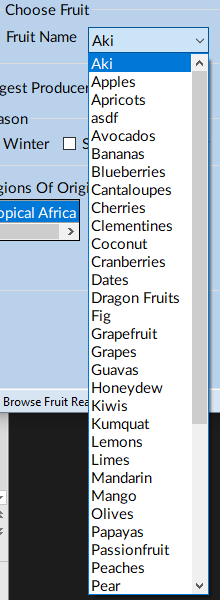 Choose Fruit
Fruit Name Aki
Aki
Apples
Apricots
asdf
Avocados
Bananas
Blueberries
Cantaloupes
Cherries
Clementines
Coconut
Cranberries
Dates
Dragon Fruits
Fig
Grapefruit
Grapes
Guavas
Honeydew
Kiwis
Kumquat
Lemons
Limes
Mandarin
Mango
Olives
Papayas
Passionfruit
Peaches
Pear
gest Producer
ason
Winter S
gions Of Origi
opical Africa
Browse Fruit Rea